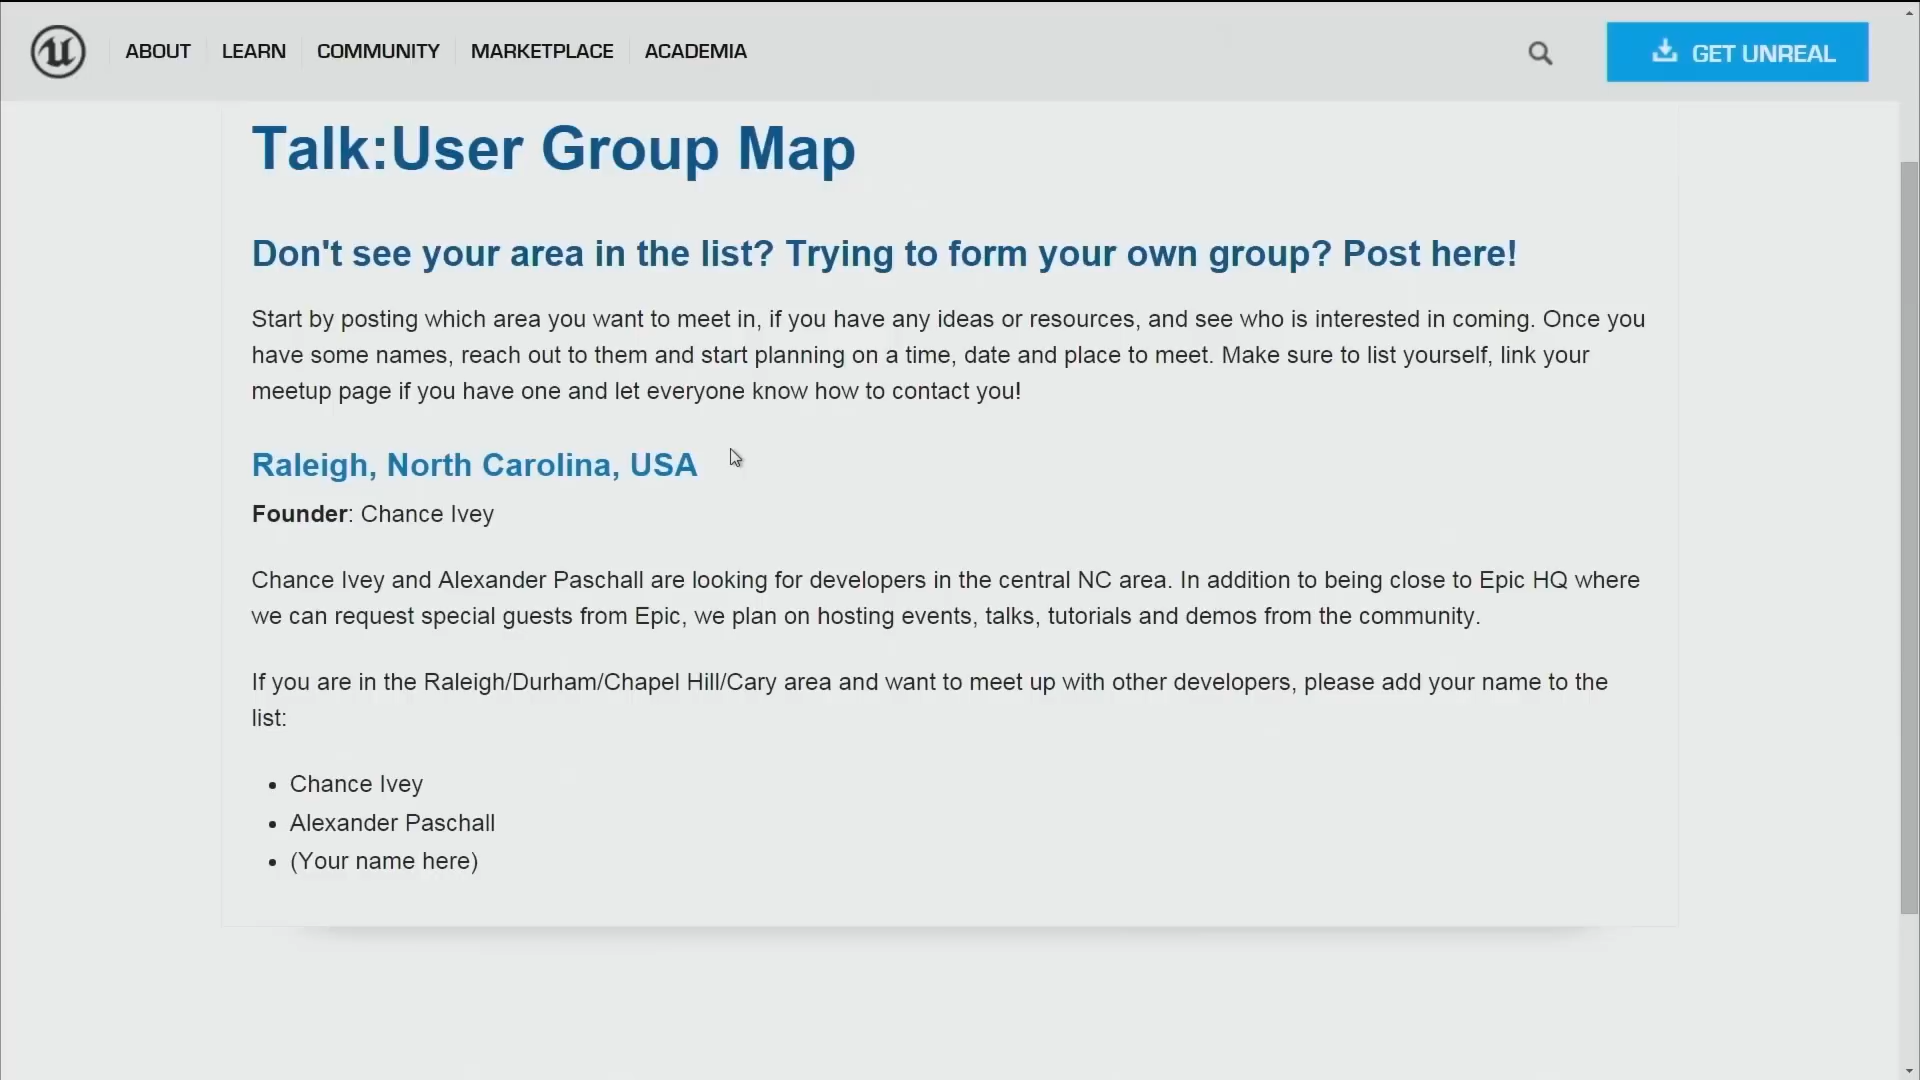 ABOUT LEARN COMMUNITY MARKETPLACE ACADEMIA GET UNREAL
Talk:User Group Map
Don't see your area in the list? Trying to form your own group? Post here!
Start by posting which area you want to meet in, if you have any ideas or resources, and see who is interested in coming. Once you
have some names, reach out to them and start planning on a time, date and place to meet. Make sure to list yourself, link your
meetup page if you have one and let everyone know how to contact you!
Raleigh, North Carolina, USA
Founder: Chance Ivey
Chance Ivey and Alexander Paschall are looking for developers in the central NC area. In addition to being close to Epic HQ where
we can request special guests from Epic, we plan on hosting events, talks, tutorials and demos from the community.
If you are in the Raleigh/Durham/Chapel Hill/Cary area and want to meet up with other developers, please add your name to the
list:
• Chance Ivey
• Alexander Paschall
• (Your name here)